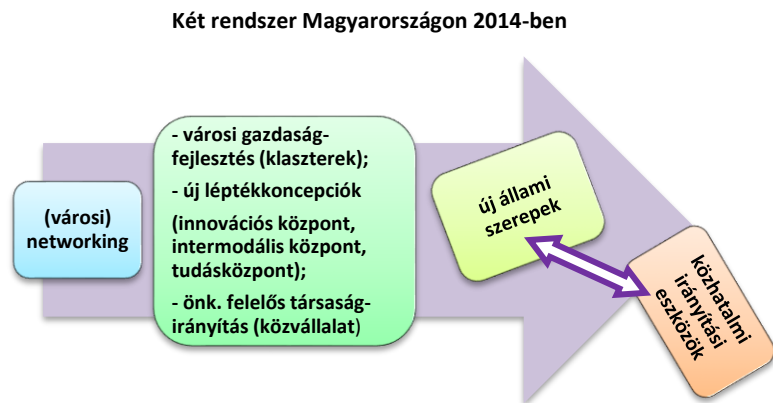 Két rendszer Magyarországon 2014-ben
(városi)
networking
- városi gazdaság-
fejlesztés (klaszterek);
- új léptékkoncepciók
(innovációs központ,
intermodális központ,
tudásközpont);
- önk. felelős társaság-
irányítás (közvállalat)
új állami
szerepek
közhatalmi
irányítási
eszközök